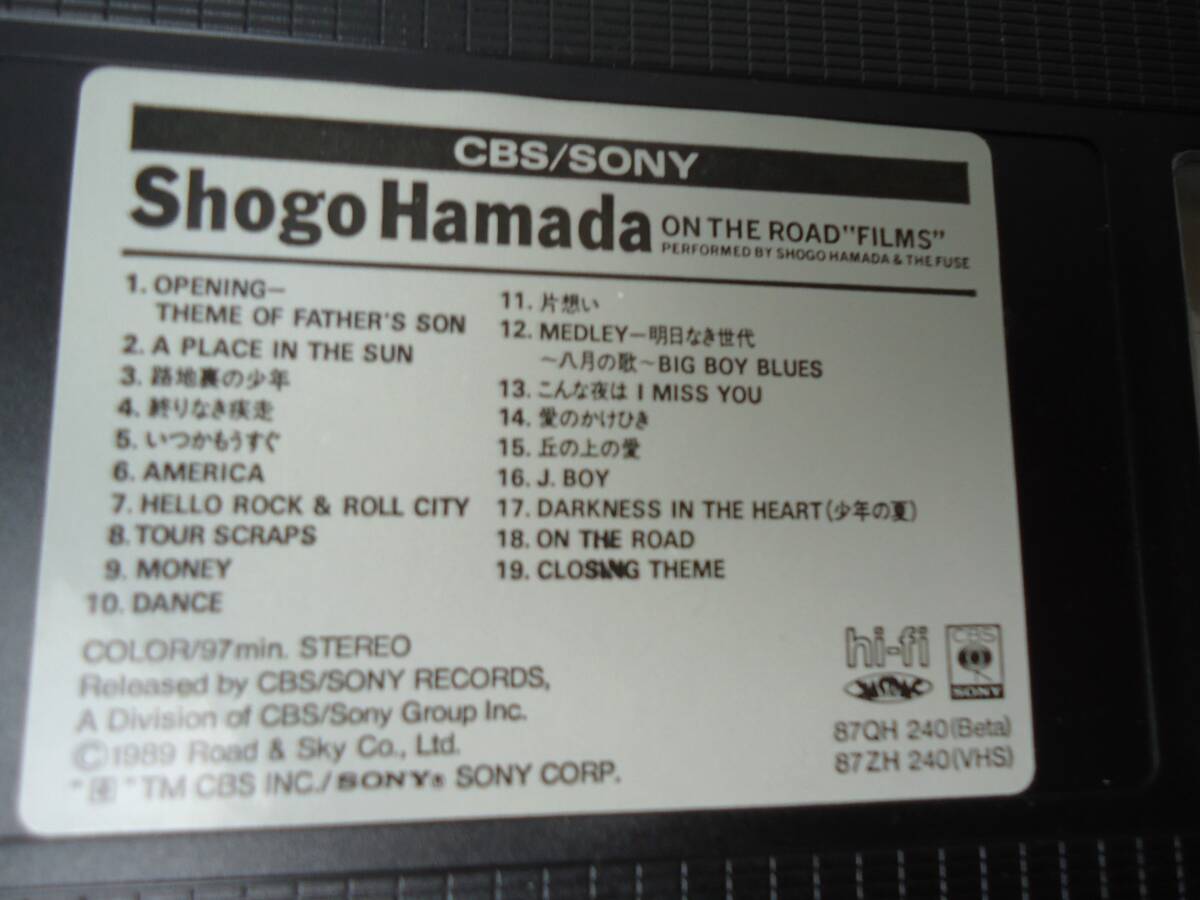 CBS/SONY
Shogo Hamada ON THE ROAD "FILMS"
PERFORMED BY SHOGO HAMADA & THE FUSE
1. OPENING—
THEME OF FATHER'S SON
2. A PLACE IN THE SUN
3. 路地裏の少年
4. 終りなき疾走
5. いつかもうすぐ
6. AMERICA
7. HELLO ROCK & ROLL CITY
8. TOUR SCRAPS
9. MONEY
10. DANCE
11. 片想い
12. MEDLEY—明日なき世代
～八月の歌～BIG BOY BLUES
13. こんな夜は I MISS YOU
14. 愛のかけひき
15. 丘の上の愛
16. J. BOY
17. DARKNESS IN THE HEART(少年の夏)
18. ON THE ROAD
19. CLOSING THEME
COLOR/97min. STEREO
Released by CBS/SONY RECORDS,
A Division of CBS/Sony Group Inc.
©1989 Road & Sky Co., Ltd.
" " TM CBS INC./SONY® SONY CORP.
hi-fi
CBS
SONY
87QH 240(Beta)
87ZH 240(VHS)